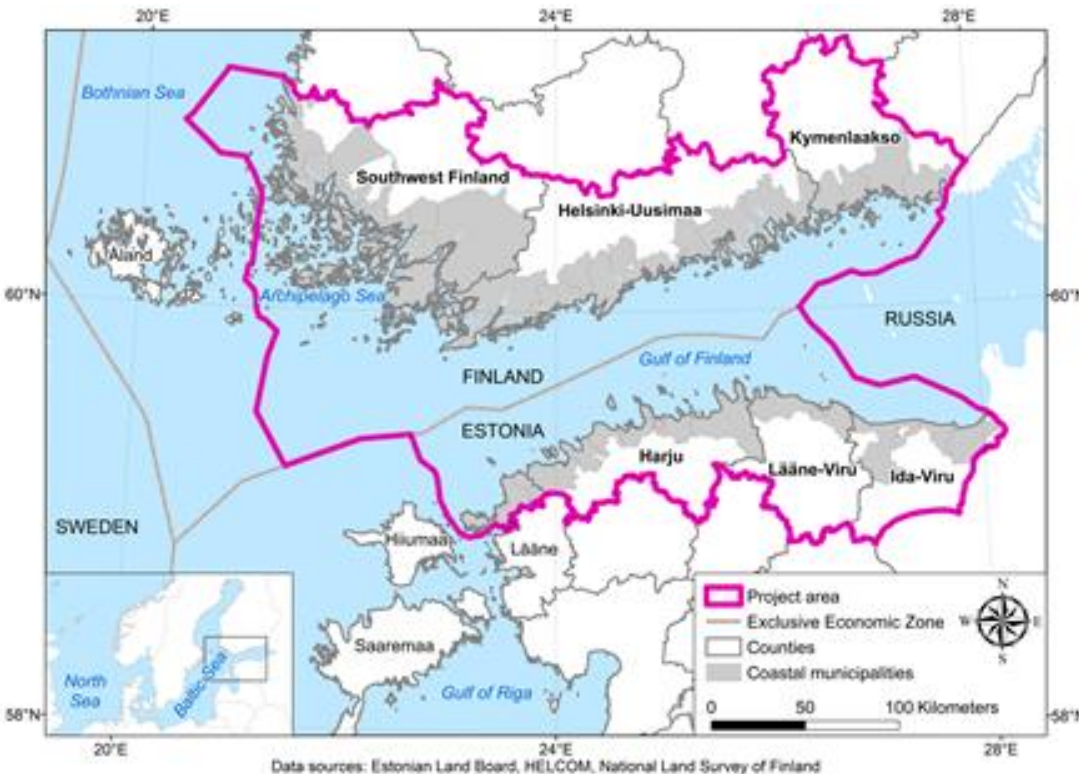 20°E 24°E 28°E
Bothnian Sea
Kymenlaakso
Southwest Finland
Helsinki-Uusimaa
Åland
60°N
Archipelago Sea
60°N
RUSSIA
Gulf of Finland
FINLAND
ESTONIA
Harju
Lääne-Viru
Ida-Viru
SWEDEN
Hiiumaa
Lääne
Saaremaa
Gulf of Riga
North
Sea
Baltic Sea
N
W E
S
Project area
Exclusive Economic Zone
Counties
Coastal municipalities
0 50 100 Kilometers
58°N
58°N
20°E 24°E 28°E
Data sources: Estonian Land Board, HELCOM, National Land Survey of Finland